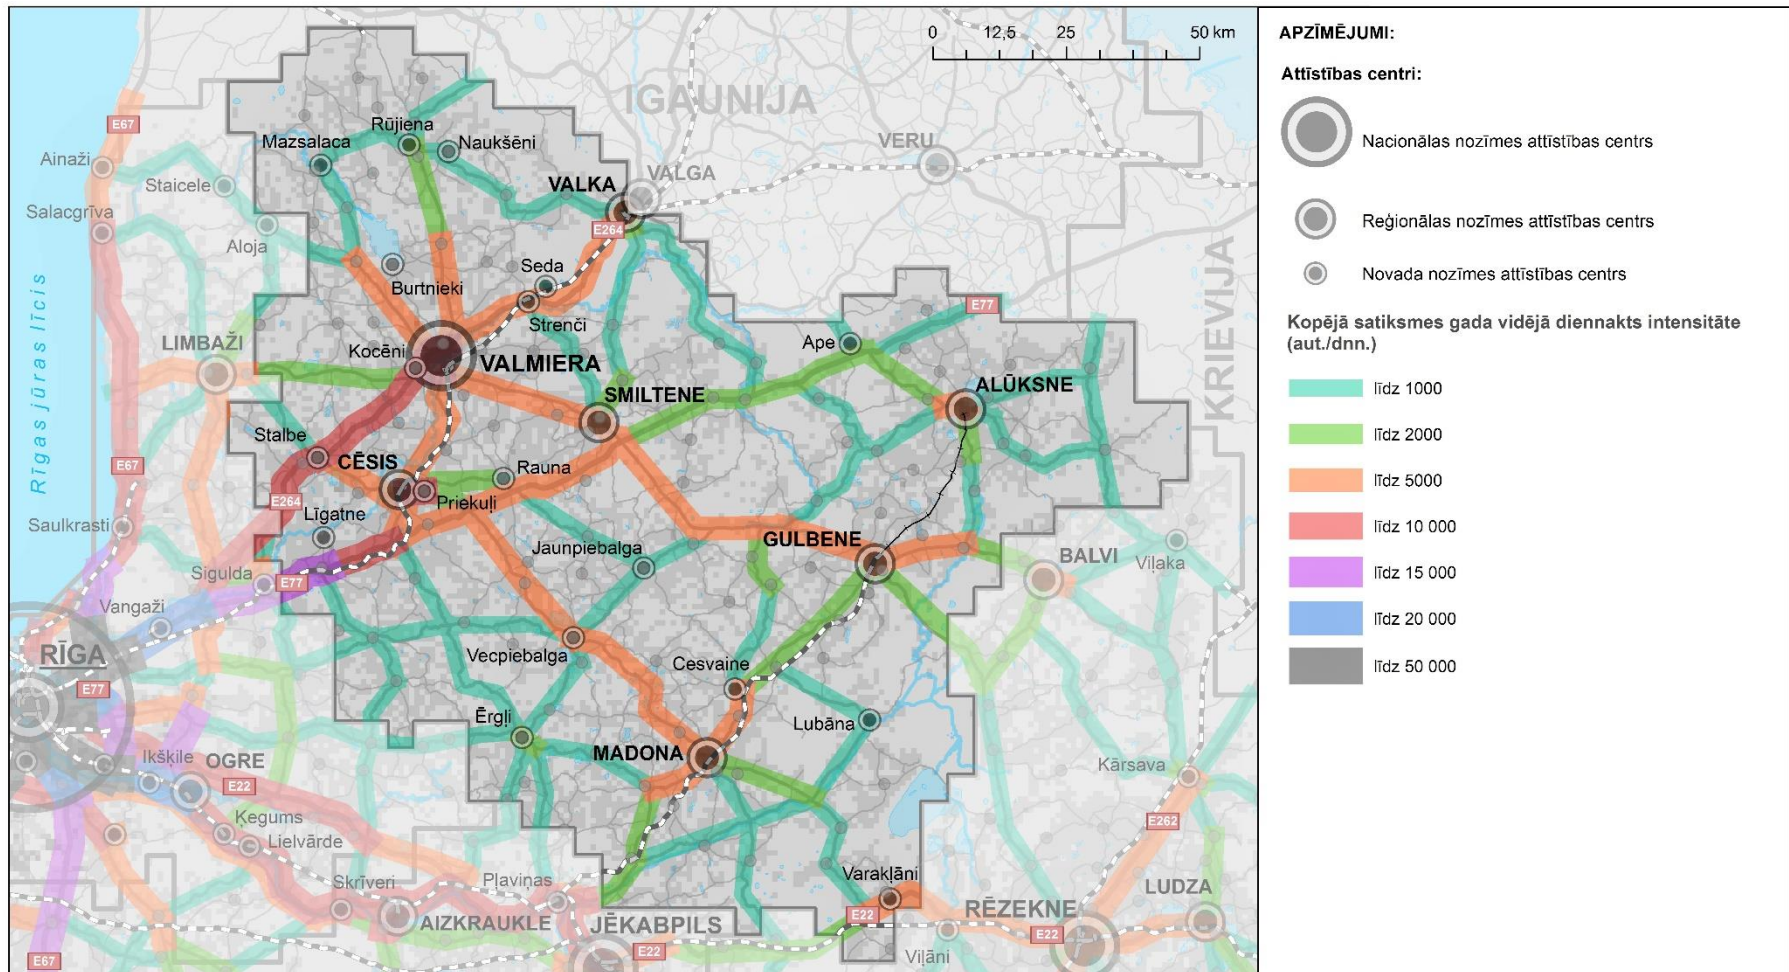 0 12,5 25 50 km
IGAUNIJA
E67
Rūjiena
Mazsalaca
Naukšēni
VERU
Ainaži
Staicele
VALKA
VALGA
Salacgrīva
E264
Aloja
KRIEVIJA
Rīgas jūras līcis
Seda
Burtnieki
E77
Strenči
LIMBAŽI
Kocēni
Ape
VALMIERA
ALŪKSNE
SMILTENE
Stalbe
CĒSIS
E67
Rauna
E264
Priekuļi
Līgatne
Saulkrasti
GULBENE
Jaunpiebalga
BALVI
Viļaka
Sigulda
E77
Vangaži
RĪGA
Vecpiebalga
Cesvaine
E77
Ērgļi
Lubāna
MADONA
Ikšķile
OGRE
Kārsava
E22
Ķegums
E262
Lielvārde
Varakļāni
Skrīveri
Pļaviņas
LUDZA
E22
RĒZEKNE
AIZKRAUKLE
JĒKABPILS
E22
E22
Viļāni
E67
APZĪMĒJUMI:
Attīstības centri:
Nacionālas nozīmes attīstības centrs
Reģionālas nozīmes attīstības centrs
Novada nozīmes attīstības centrs
Kopējā satiksmes gada vidējā diennakts intensitāte
(aut./dnn.)
līdz 1000
līdz 2000
līdz 5000
līdz 10 000
līdz 15 000
līdz 20 000
līdz 50 000